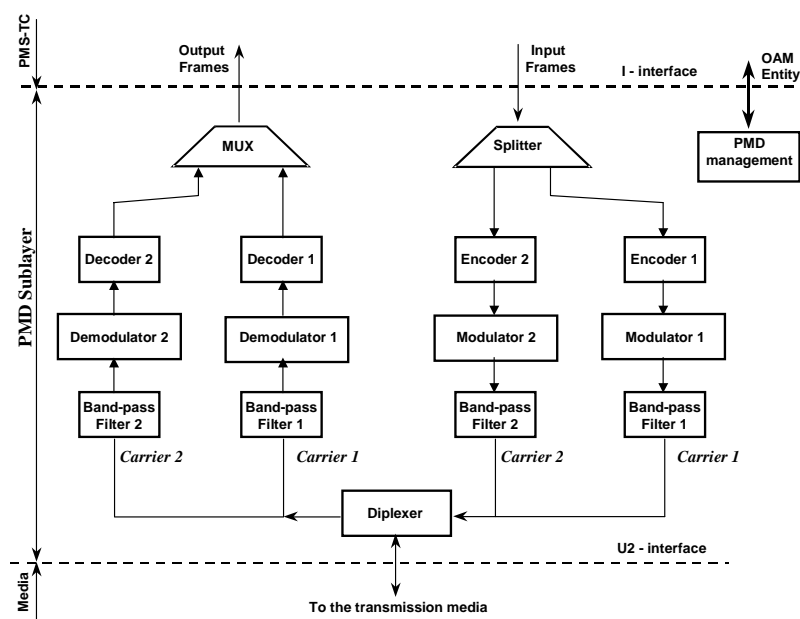 PMS-TC
Output
Frames
Input
Frames
I - interface
OAM
Entity
MUX
Splitter
PMD
management
PMD Sublayer
Decoder 2
Decoder 1
Encoder 2
Encoder 1
Demodulator 2
Demodulator 1
Modulator 2
Modulator 1
Band-pass
Filter 2
Band-pass
Filter 1
Band-pass
Filter 2
Band-pass
Filter 1
Carrier 2
Carrier 1
Carrier 2
Carrier 1
Diplexer
U2 - interface
Media
To the transmission media